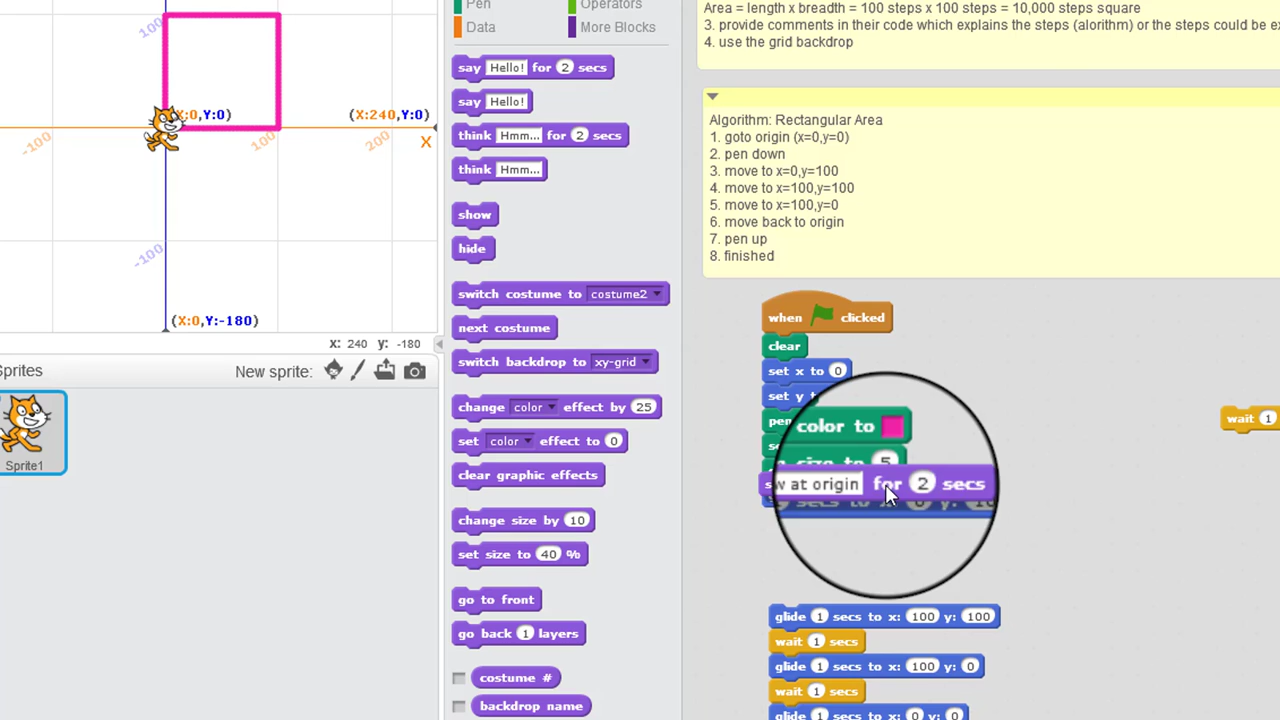 100
X:0,Y:0)
(X:240,Y:0)
-100
100
200
X
-100
(X:0,Y:-180)
x: 240 y: -180
Sprites
New sprite:
Sprite1
Pen
Operators
Data
More Blocks
say Hello! for 2 secs
say Hello!
think Hmm... for 2 secs
think Hmm...
show
hide
switch costume to costume2
next costume
switch backdrop to xy-grid
change color effect by 25
set color effect to 0
clear graphic effects
change size by 10
set size to 40 %
go to front
go back 1 layers
costume #
backdrop name
Area = length x breadth = 100 steps x 100 steps = 10,000 steps square
3. provide comments in their code which explains the steps (alorithm) or the steps could be
4. use the grid backdrop
Algorithm: Rectangular Area
1. goto origin (x=0,y=0)
2. pen down
3. move to x=0,y=100
4. move to x=100,y=100
5. move to x=100,y=0
6. move back to origin
7. pen up
8. finished
when clicked
clear
set x to 0
set y
pen
color to
size to 5
at origin for 2 secs
secs to x: 0 y:
wait 1
glide 1 secs to x: 100 y: 100
wait 1 secs
glide 1 secs to x: 100 y: 0
wait 1 secs
glide 1 secs to x: 0 y: 0